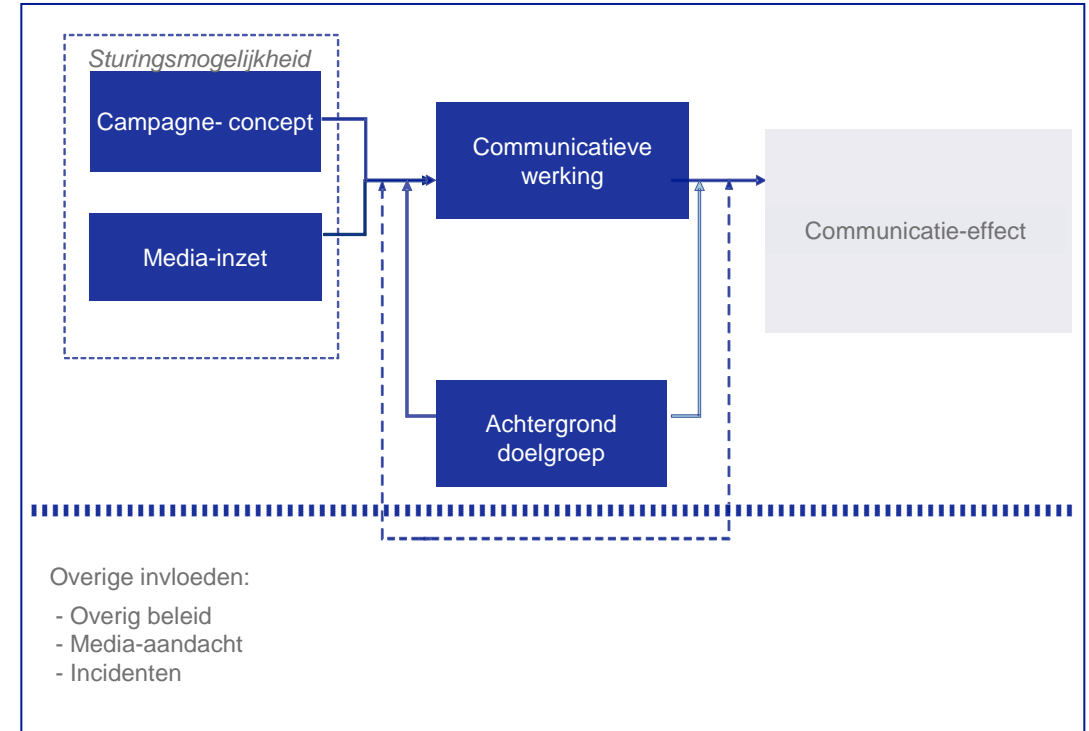 Sturingsmogelijkheid
Campagne- concept
Media-inzet
Communicatieve
werking
Communicatie-effect
Achtergrond
doelgroep
Overige invloeden:
- Overig beleid
- Media-aandacht
- Incidenten